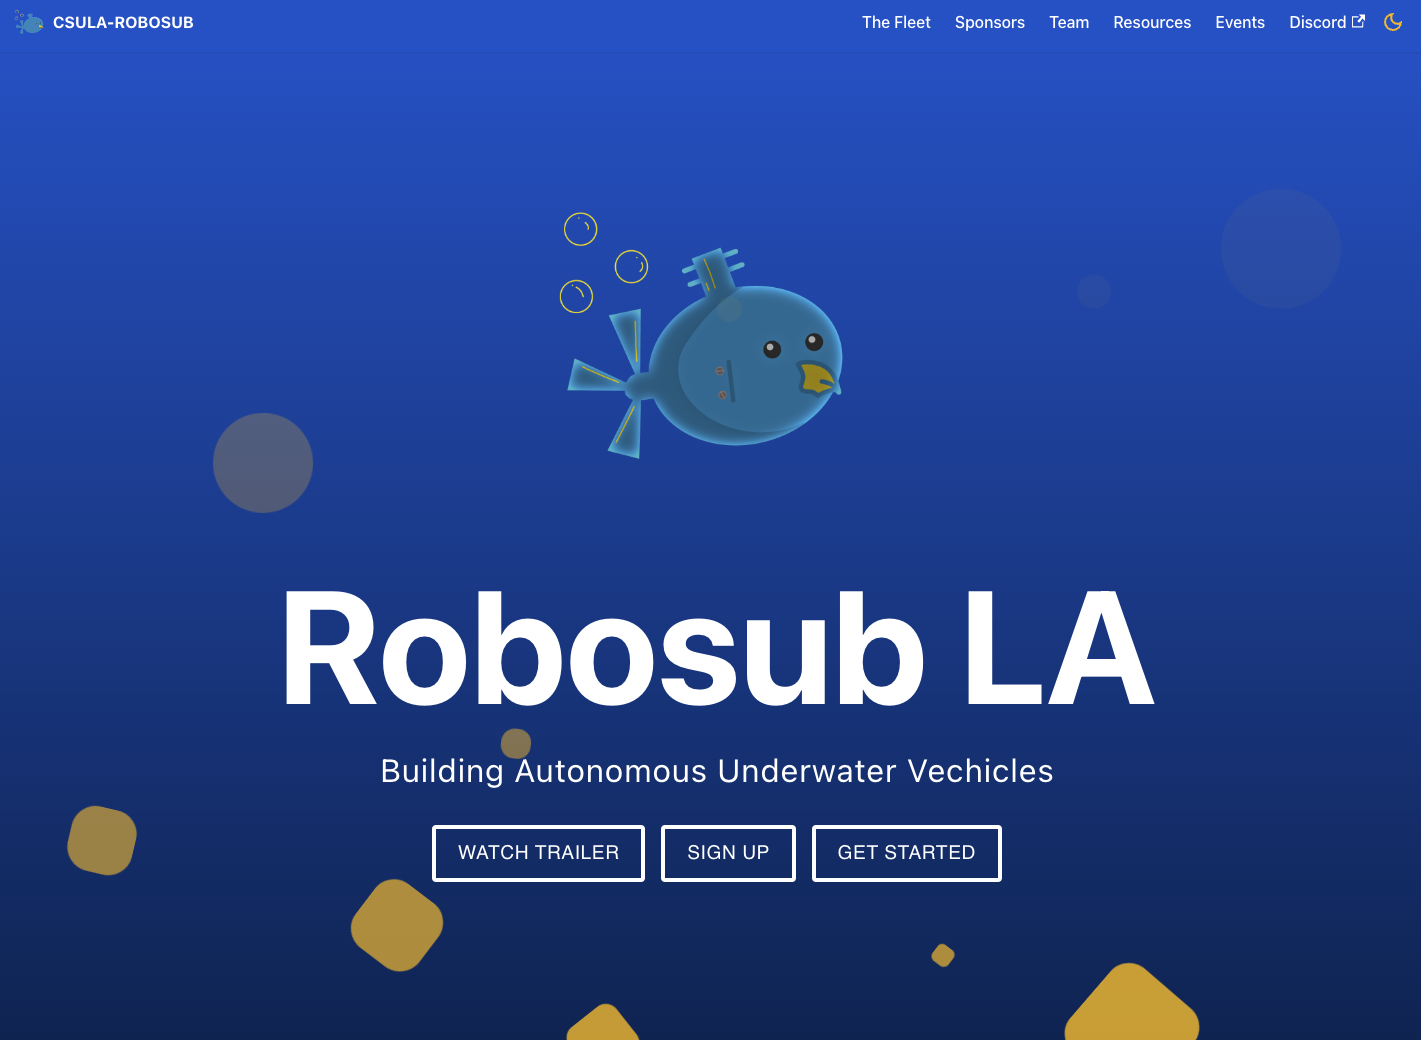 CSULA-ROBOSUB The Fleet Sponsors Team Resources Events Discord
Robosub LA
Building Autonomous Underwater Vechicles
WATCH TRAILER SIGN UP GET STARTED